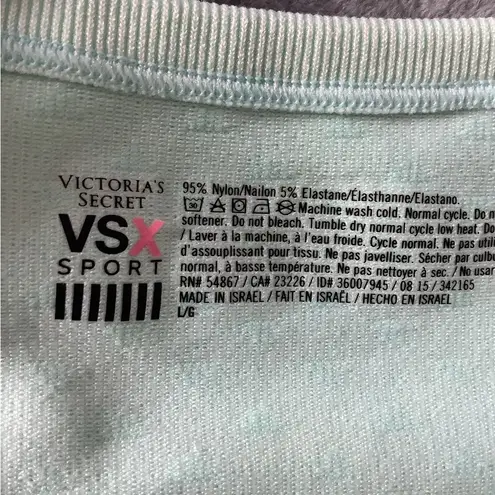 VICTORIA'S
SECRET
VSX
SPORT
95% Nylon/Nailon 5% Elastane/Élasthanne/Elastano.
Machine wash cold. Normal cycle. Do
softener. Do not bleach. Tumble dry normal cycle low heat. Do
/ Laver à la machine, à l'eau froide. Cycle normal. Ne pas util
d'assouplissant pour tissu. Ne pas javelliser. Sécher par culbu
normal, à basse température. Ne pas nettoyer à sec. / No usar
RN# 54867 / CA# 23226 / ID# 36007945 / 08 15 / 342165
MADE IN ISRAEL / FAIT EN ISRAËL / HECHO EN ISRAEL
L/G